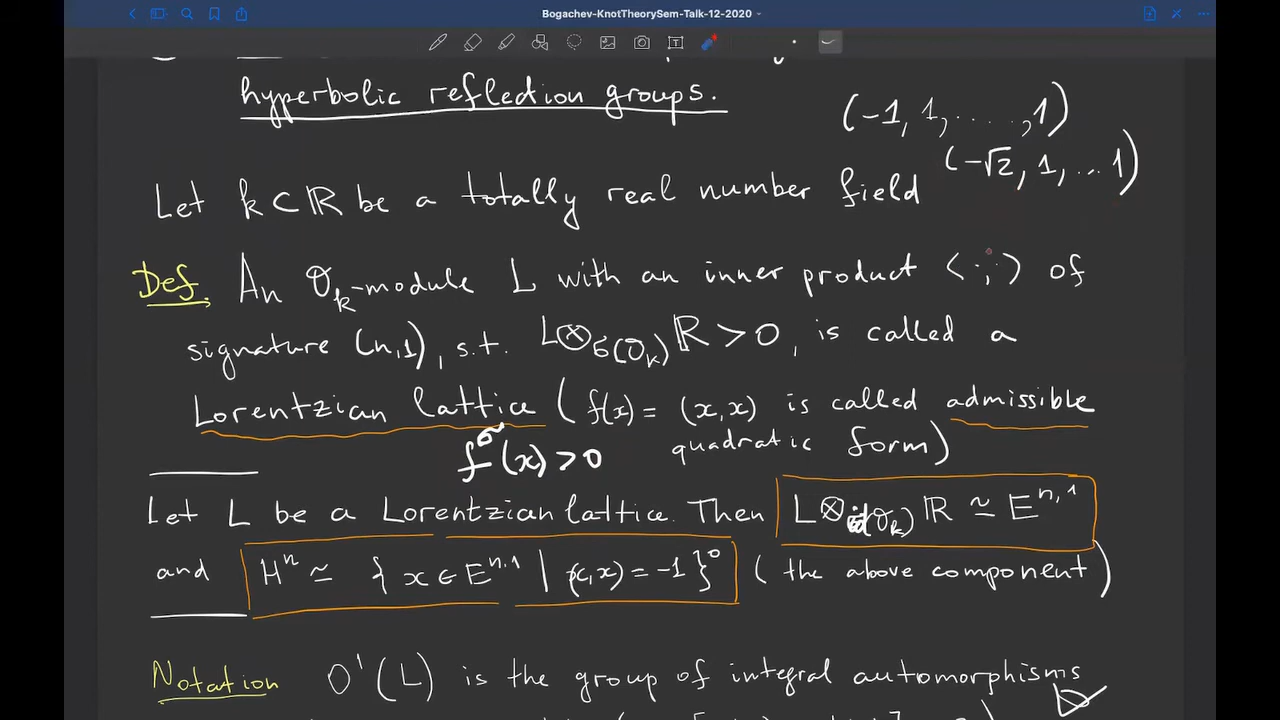 Bogachev-KnotTheorySem-Talk-12-2020
hyperbolic reflection groups.
(-1, 1, ....., 1)
(-√2, 1, ... 1)
Let k ⊂ ℝ be a totally real number field
Def. An O_k-module L with an inner product <·,·> of
signature (n,1), s.t. L⊗_σ(O_k) ℝ > 0, is called a
Lorentzian lattice ( f(x) = (x,x) is called admissible
f^σ(x) > 0 quadratic form)
Let L be a Lorentzian lattice. Then L⊗_id(O_k) ℝ ≃ E^n,1
and H^n ≃ { x ∈ E^n,1 | (x,x) = -1 }^0 ( the above component )
Notation O'(L) is the group of integral automorphisms